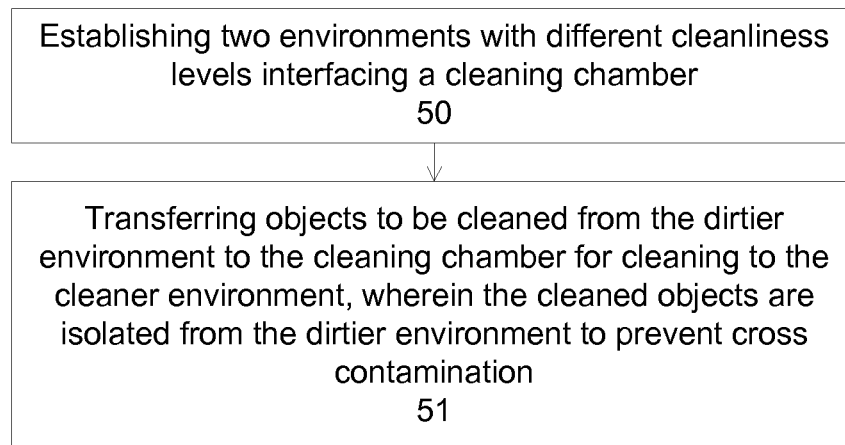 Establishing two environments with different cleanliness
levels interfacing a cleaning chamber
50
Transferring objects to be cleaned from the dirtier
environment to the cleaning chamber for cleaning to the
cleaner environment, wherein the cleaned objects are
isolated from the dirtier environment to prevent cross
contamination
51